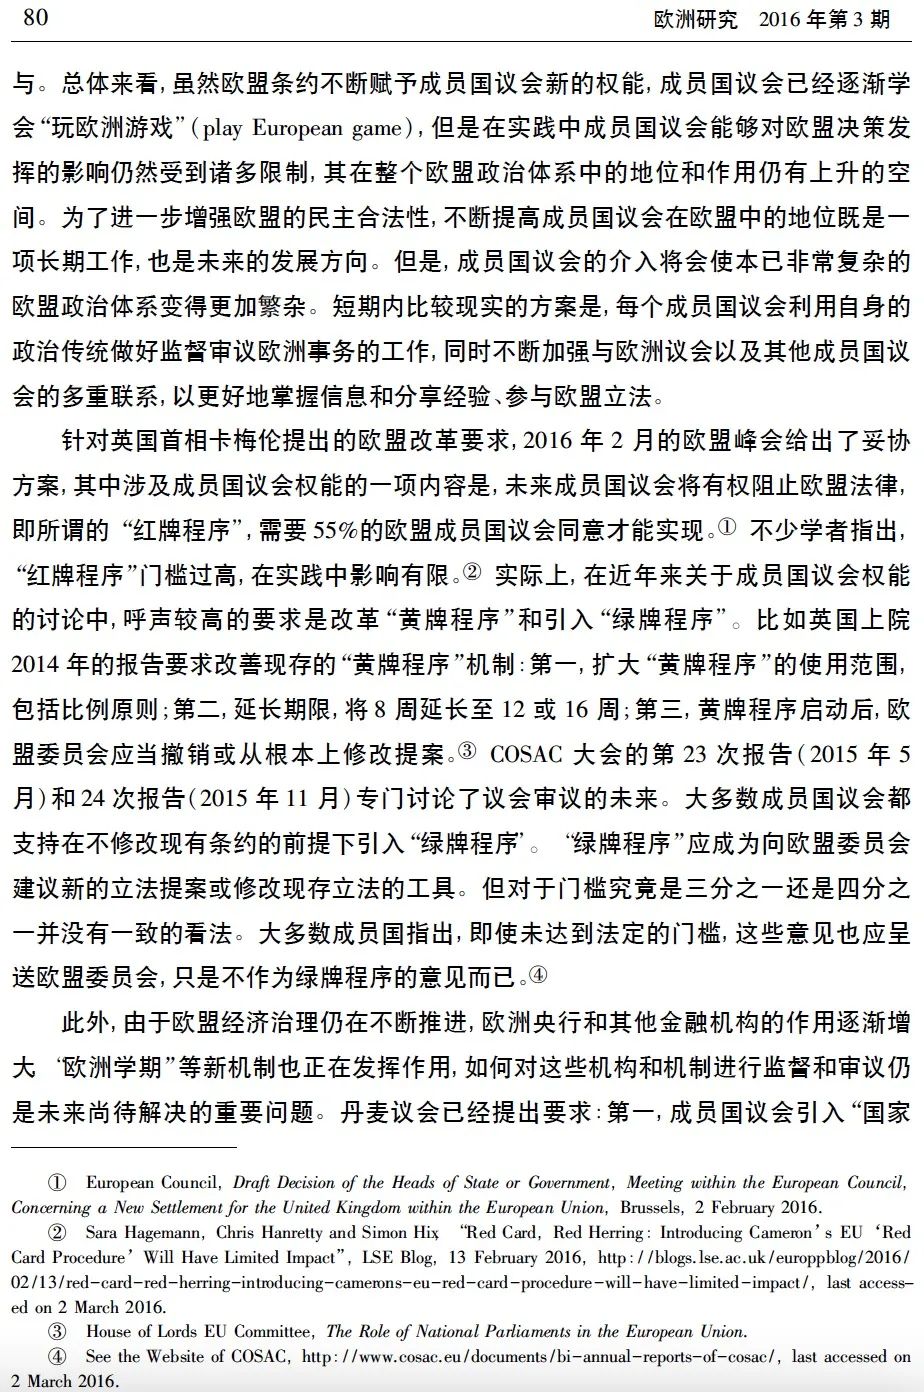 80
欧洲研究 2016 年第 3 期
与。总体来看,虽然欧盟条约不断赋予成员国议会新的权能,成员国议会已经逐渐学
会“玩欧洲游戏”(play European game),但是在实践中成员国议会能够对欧盟决策发
挥的影响仍然受到诸多限制,其在整个欧盟政治体系中的地位和作用仍有上升的空
间。为了进一步增强欧盟的民主合法性,不断提高成员国议会在欧盟中的地位既是一
项长期工作,也是未来的发展方向。但是,成员国议会的介入将会使本已非常复杂的
欧盟政治体系变得更加繁杂。短期内比较现实的方案是,每个成员国议会利用自身的
政治传统做好监督审议欧洲事务的工作,同时不断加强与欧洲议会以及其他成员国议
会的多重联系,以更好地掌握信息和分享经验、参与欧盟立法。
针对英国首相卡梅伦提出的欧盟改革要求,2016 年 2 月的欧盟峰会给出了妥协
方案,其中涉及成员国议会权能的一项内容是,未来成员国议会将有权阻止欧盟法律,
即所谓的“红牌程序”,需要 55%的欧盟成员国议会同意才能实现。① 不少学者指出,
“红牌程序”门槛过高,在实践中影响有限。② 实际上,在近年来关于成员国议会权能
的讨论中,呼声较高的要求是改革“黄牌程序”和引入“绿牌程序”。比如英国上院
2014 年的报告要求改善现存的“黄牌程序”机制:第一,扩大“黄牌程序”的使用范围,
包括比例原则;第二,延长期限,将 8 周延长至 12 或 16 周;第三,黄牌程序启动后,欧
盟委员会应当撤销或从根本上修改提案。③ COSAC 大会的第 23 次报告(2015 年 5
月)和 24 次报告(2015 年 11 月)专门讨论了议会审议的未来。大多数成员国议会都
支持在不修改现有条约的前提下引入“绿牌程序”。“绿牌程序”应成为向欧盟委员会
建议新的立法提案或修改现存立法的工具。但对于门槛究竟是三分之一还是四分之
一并没有一致的看法。大多数成员国指出,即使未达到法定的门槛,这些意见也应呈
送欧盟委员会,只是不作为绿牌程序的意见而已。④
此外,由于欧盟经济治理仍在不断推进,欧洲央行和其他金融机构的作用逐渐增
大 “欧洲学期”等新机制也正在发挥作用,如何对这些机构和机制进行监督和审议仍
是未来尚待解决的重要问题。丹麦议会已经提出要求:第一,成员国议会引入“国家
① European Council, Draft Decision of the Heads of State or Government, Meeting within the European Council,
Concerning a New Settlement for the United Kingdom within the European Union, Brussels, 2 February 2016.
② Sara Hagemann, Chris Hanretty and Simon Hix, “Red Card, Red Herring: Introducing Cameron’s EU ‘Red
Card Procedure’ Will Have Limited Impact”, LSE Blog, 13 February 2016, http://blogs.lse.ac.uk/europpblog/2016/
02/13/red-card-red-herring-introducing-camerons-eu-red-card-procedure-will-have-limited-impact/, last access-
ed on 2 March 2016.
③ House of Lords EU Committee, The Role of National Parliaments in the European Union.
④ See the Website of COSAC, http://www.cosac.eu/documents/bi-annual-reports-of-cosac/, last accessed on
2 March 2016.